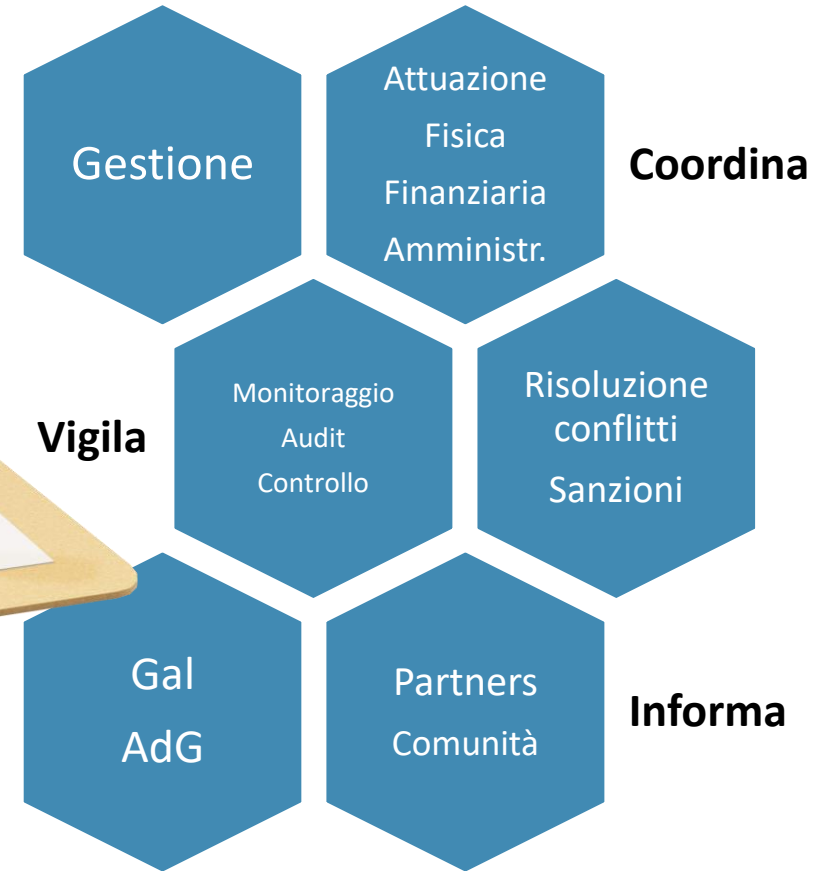 Gestione
Attuazione
Fisica
Finanziaria
Amministr.
Coordina
Vigila
Monitoraggio
Audit
Controllo
Risoluzione
conflitti
Sanzioni
Gal
AdG
Partners
Comunità
Informa